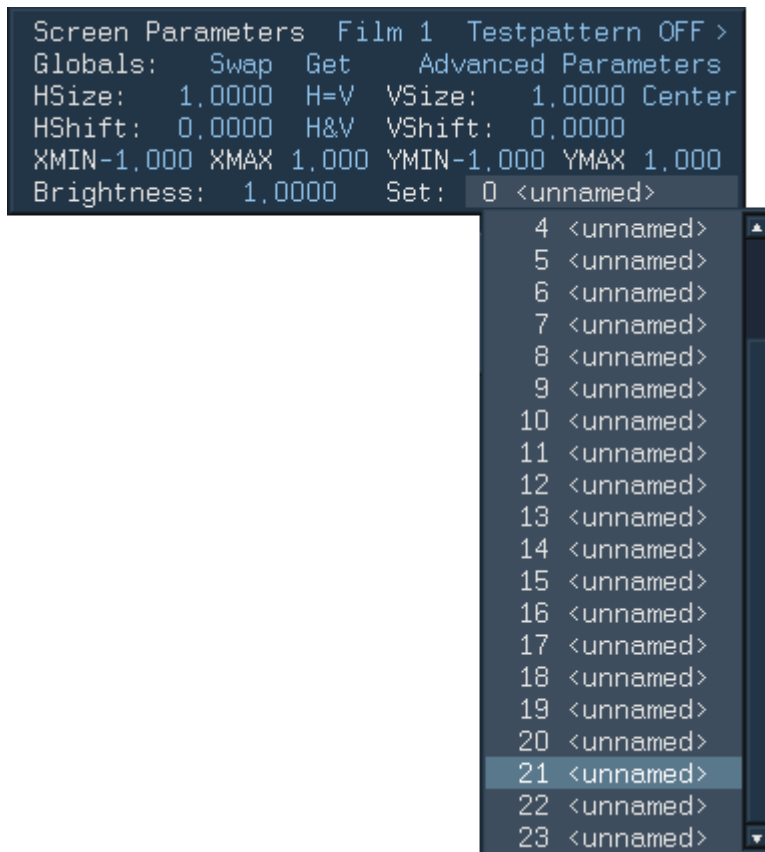 Screen Parameters Film 1 Testpattern OFF >
Globals: Swap Get Advanced Parameters
HSize: 1,0000 H=V VSize: 1,0000 Center
HShift: 0,0000 H&V VShift: 0,0000
XMIN-1,000 XMAX 1,000 YMIN-1,000 YMAX 1,000
Brightness: 1,0000 Set: 0 <unnamed>
4 <unnamed>
5 <unnamed>
6 <unnamed>
7 <unnamed>
8 <unnamed>
9 <unnamed>
10 <unnamed>
11 <unnamed>
12 <unnamed>
13 <unnamed>
14 <unnamed>
15 <unnamed>
16 <unnamed>
17 <unnamed>
18 <unnamed>
19 <unnamed>
20 <unnamed>
21 <unnamed>
22 <unnamed>
23 <unnamed>